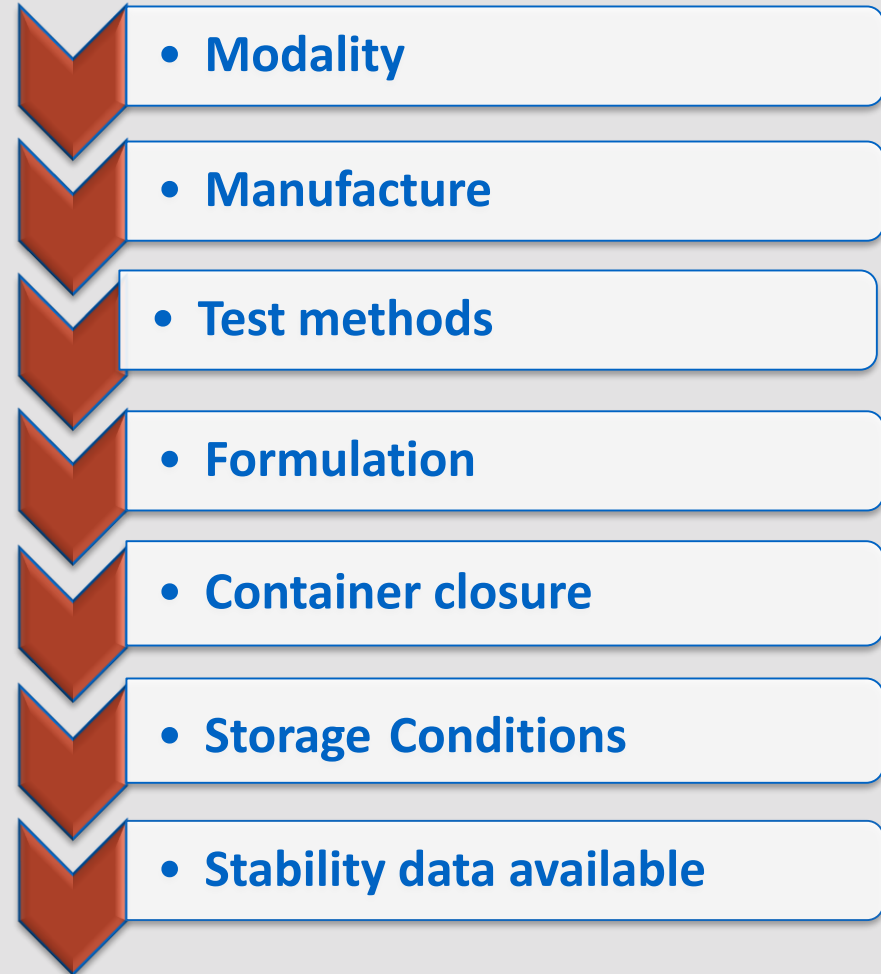 • Modality
• Manufacture
• Test methods
• Formulation
• Container closure
• Storage Conditions
• Stability data available